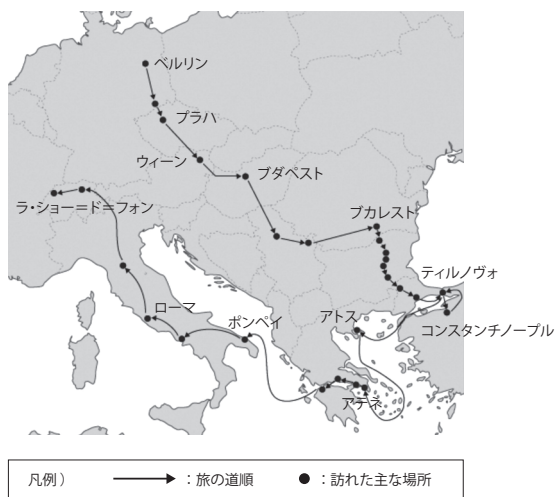 ベルリン
プラハ
ウィーン
ブダペスト
ラ・ショー=ド=フォン
ブカレスト
ティルノヴォ
ローマ
ポンペイ
アトス
コンスタンチノープル
アテネ
凡例） ：旅の道順 ：訪れた主な場所